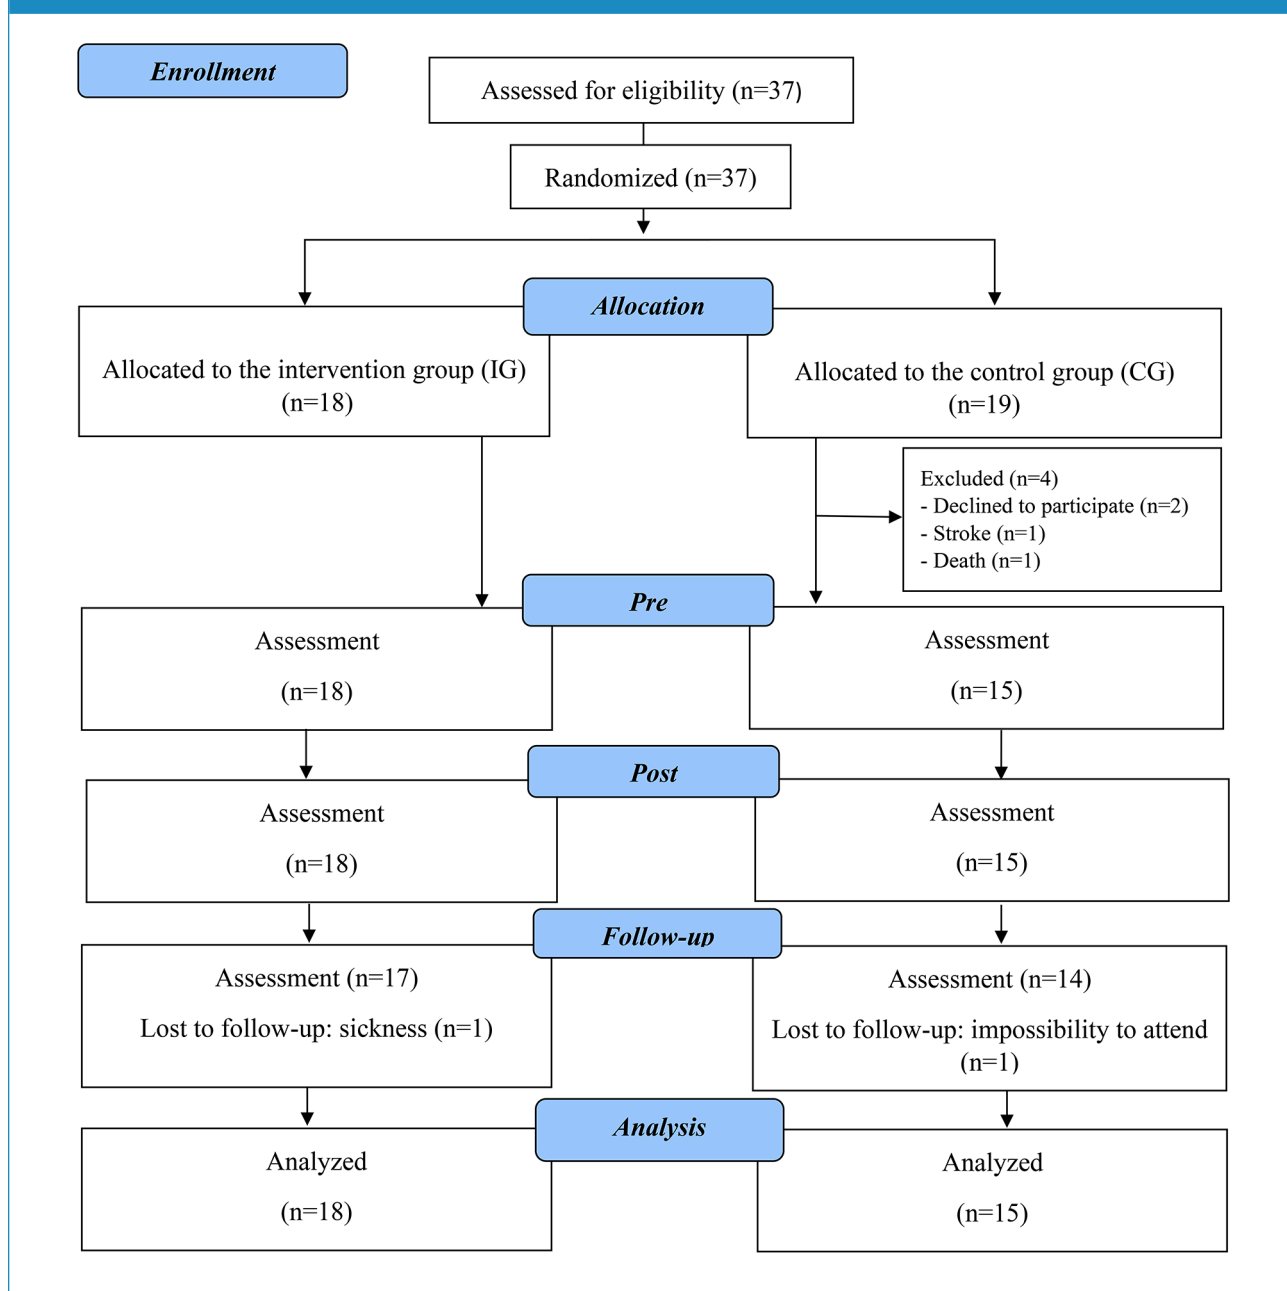 Enrollment
Assessed for eligibility (n=37)
Randomized (n=37)
Allocation
Allocated to the intervention group (IG)
(n=18)
Allocated to the control group (CG)
(n=19)
Excluded (n=4)
- Declined to participate (n=2)
- Stroke (n=1)
- Death (n=1)
Pre
Assessment
(n=18)
Assessment
(n=15)
Post
Assessment
(n=18)
Assessment
(n=15)
Follow-up
Assessment (n=17)
Lost to follow-up: sickness (n=1)
Assessment (n=14)
Lost to follow-up: impossibility to attend
(n=1)
Analysis
Analyzed
(n=18)
Analyzed
(n=15)